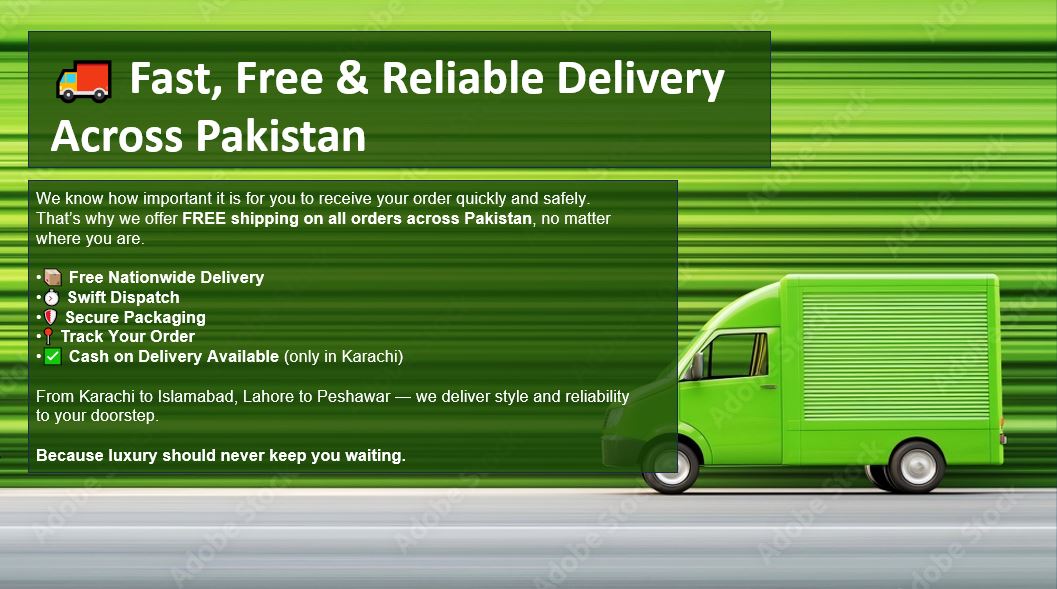 🚚 Fast, Free & Reliable Delivery
Across Pakistan
We know how important it is for you to receive your order quickly and safely.
That's why we offer FREE shipping on all orders across Pakistan, no matter
where you are.
•📦 Free Nationwide Delivery
•⏱ Swift Dispatch
•🛡 Secure Packaging
•📍 Track Your Order
•✅ Cash on Delivery Available (only in Karachi)
From Karachi to Islamabad, Lahore to Peshawar — we deliver style and reliability
to your doorstep.
Because luxury should never keep you waiting.
Adobe Stock